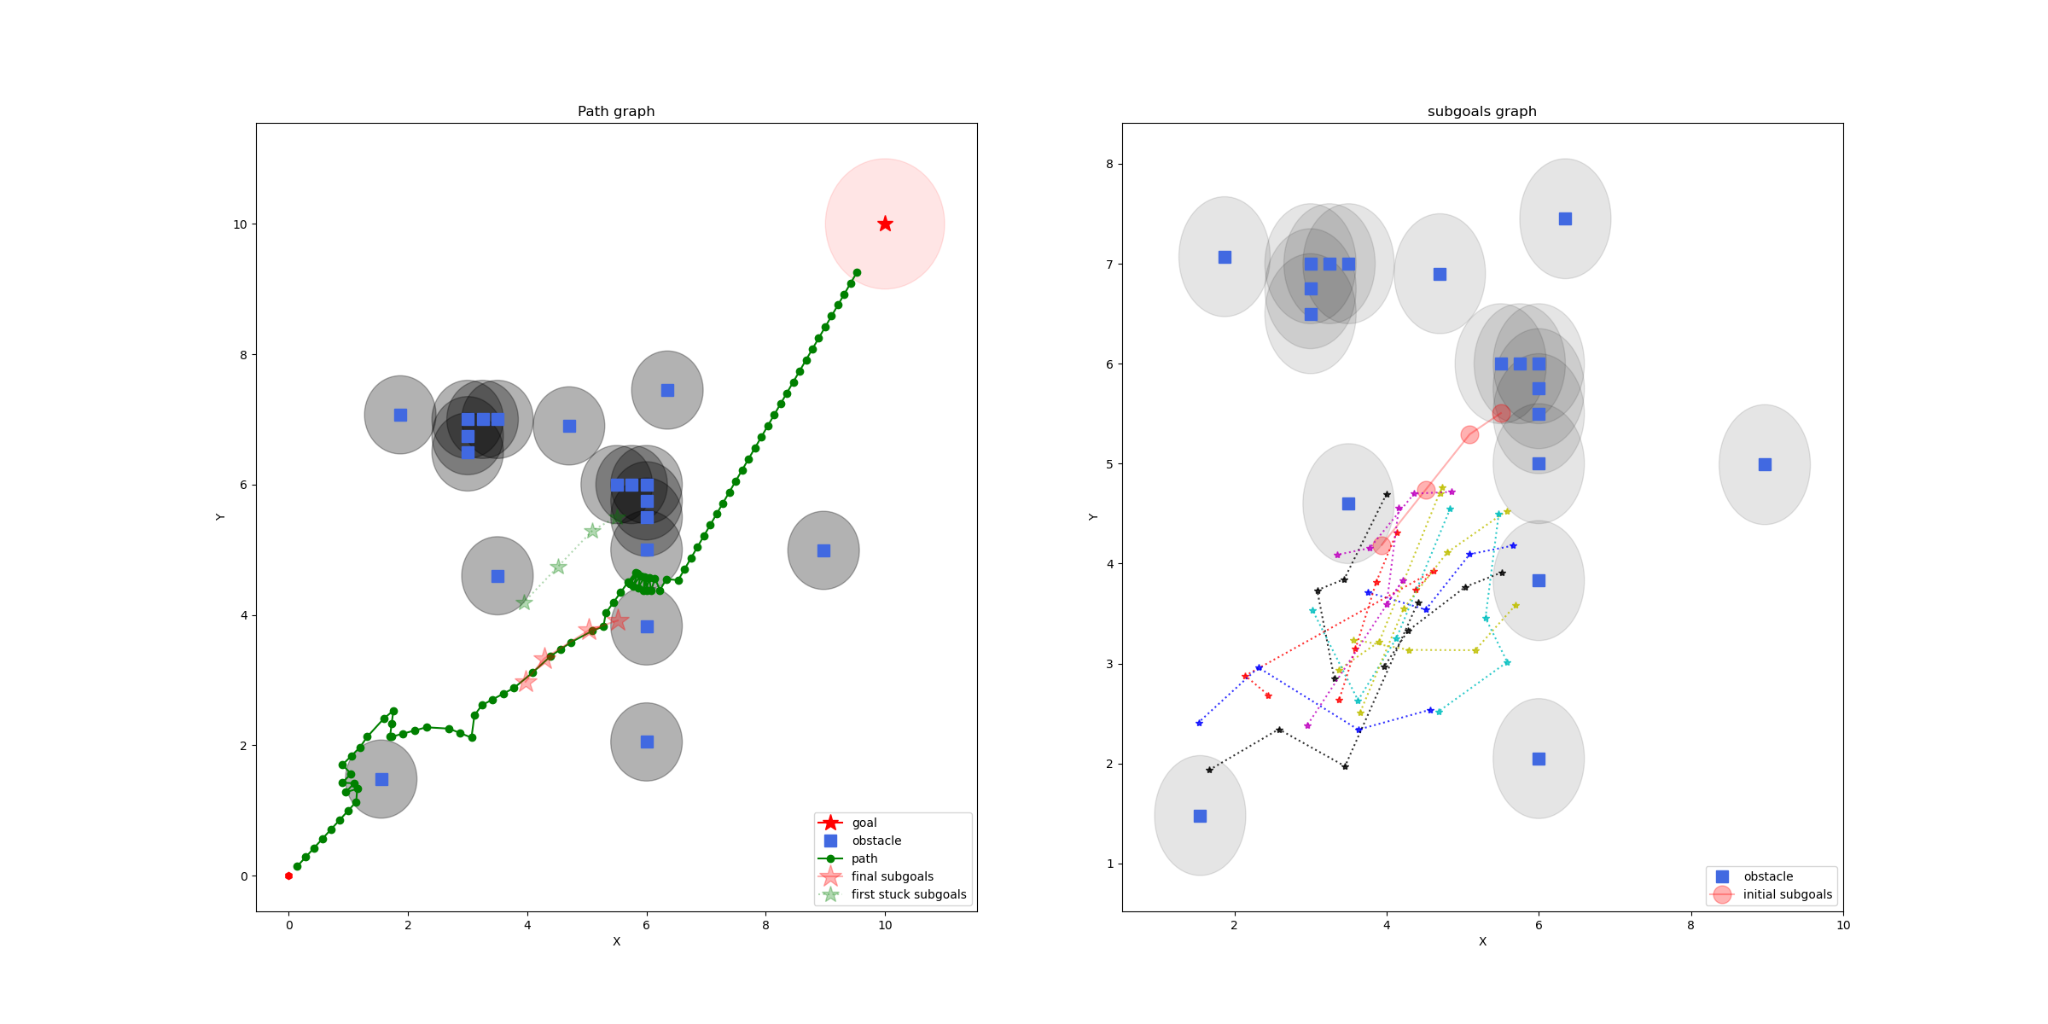 Path graph
10
8
6
4
2
0
Y
0 2 4 6 8 10
X
goal
obstacle
path
final subgoals
first stuck subgoals
subgoals graph
8
7
6
5
4
3
2
1
Y
2 4 6 8 10
X
obstacle
initial subgoals